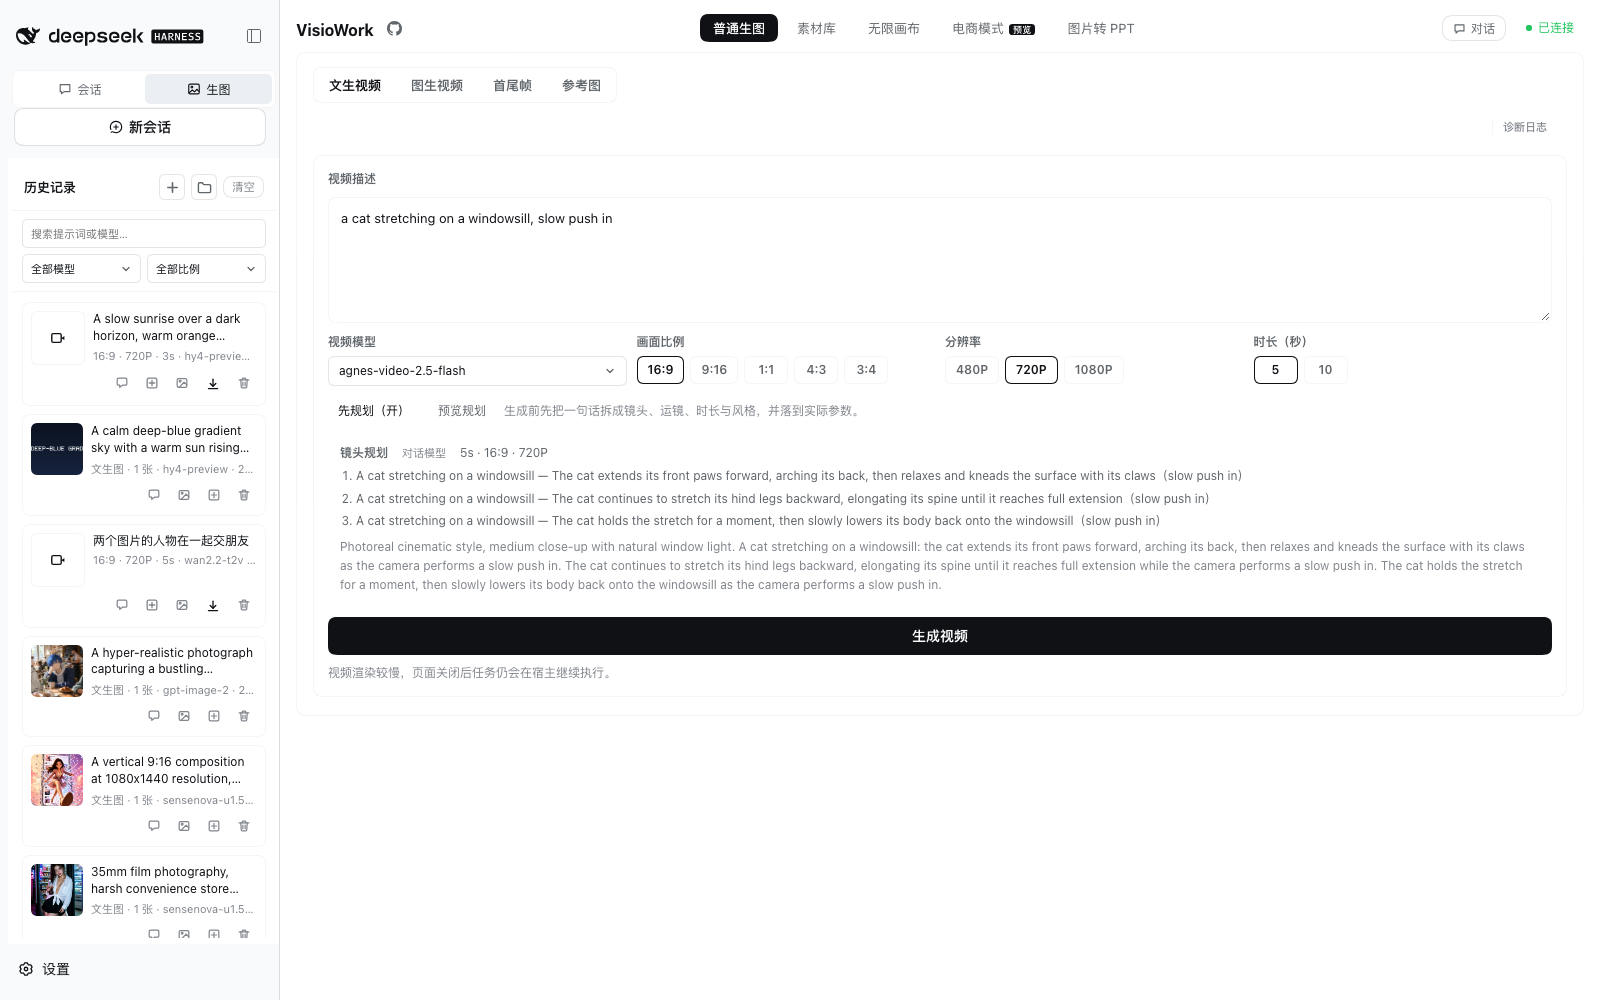 deepseek HARNESS
会话
生图
新会话
历史记录
清空
搜索提示词或模型...
全部模型
全部比例
A slow sunrise over a dark
horizon, warm orange...
16:9 · 720P · 3s · hy4-previe...
A calm deep-blue gradient
sky with a warm sun rising...
文生图 · 1 张 · hy4-preview · 2...
DEEP-BLUE GRAD
两个图片的人物在一起交朋友
16:9 · 720P · 5s · wan2.2-t2v ...
A hyper-realistic photograph
capturing a bustling...
文生图 · 1 张 · gpt-image-2 · 2...
A vertical 9:16 composition
at 1080x1440 resolution,...
文生图 · 1 张 · sensenova-u1.5...
35mm film photography,
harsh convenience store...
文生图 · 1 张 · sensenova-u1.5...
设置
VisioWork
普通生图
素材库
无限画布
电商模式 预览
图片转 PPT
对话
已连接
文生视频
图生视频
首尾帧
参考图
诊断日志
视频描述
a cat stretching on a windowsill, slow push in
视频模型
画面比例
分辨率
时长（秒）
agnes-video-2.5-flash
16:9
9:16
1:1
4:3
3:4
480P
720P
1080P
5
10
先规划（开）
预览规划
生成前先把一句话拆成镜头、运镜、时长与风格，并落到实际参数。
镜头规划 对话模型 5s · 16:9 · 720P
1. A cat stretching on a windowsill — The cat extends its front paws forward, arching its back, then relaxes and kneads the surface with its claws（slow push in）
2. A cat stretching on a windowsill — The cat continues to stretch its hind legs backward, elongating its spine until it reaches full extension（slow push in）
3. A cat stretching on a windowsill — The cat holds the stretch for a moment, then slowly lowers its body back onto the windowsill（slow push in）
Photoreal cinematic style, medium close-up with natural window light. A cat stretching on a windowsill: the cat extends its front paws forward, arching its back, then relaxes and kneads the surface with its claws
as the camera performs a slow push in. The cat continues to stretch its hind legs backward, elongating its spine until it reaches full extension while the camera performs a slow push in. The cat holds the stretch
for a moment, then slowly lowers its body back onto the windowsill as the camera performs a slow push in.
生成视频
视频渲染较慢，页面关闭后任务仍会在宿主继续执行。